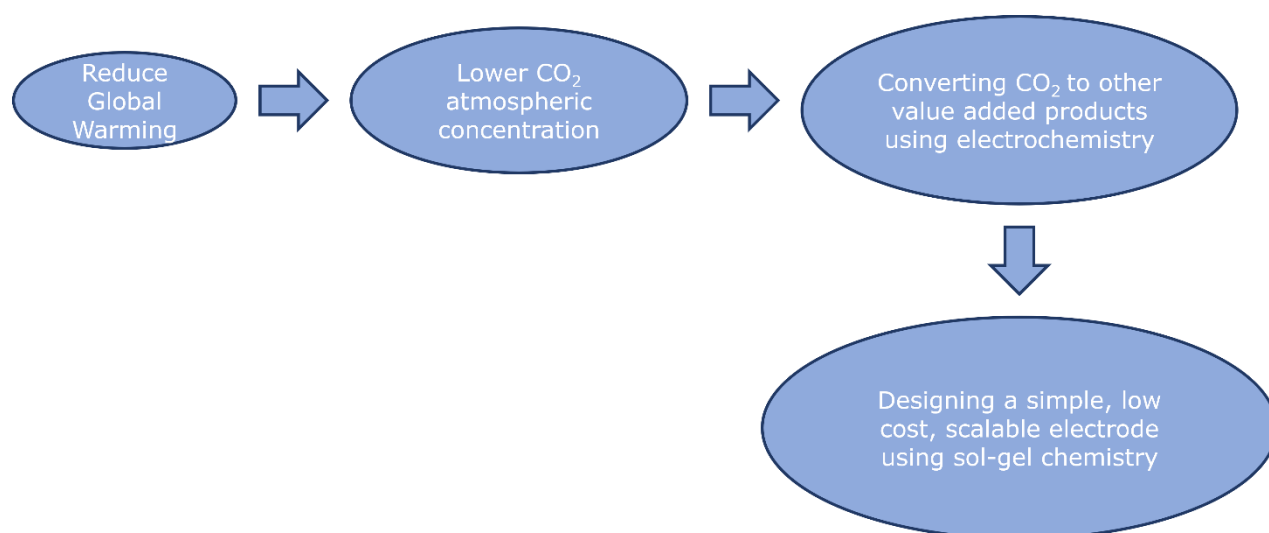 Reduce
Global
Warming
Lower CO₂
atmospheric
concentration
Converting CO₂ to other
value added products
using electrochemistry
Designing a simple, low
cost, scalable electrode
using sol-gel chemistry